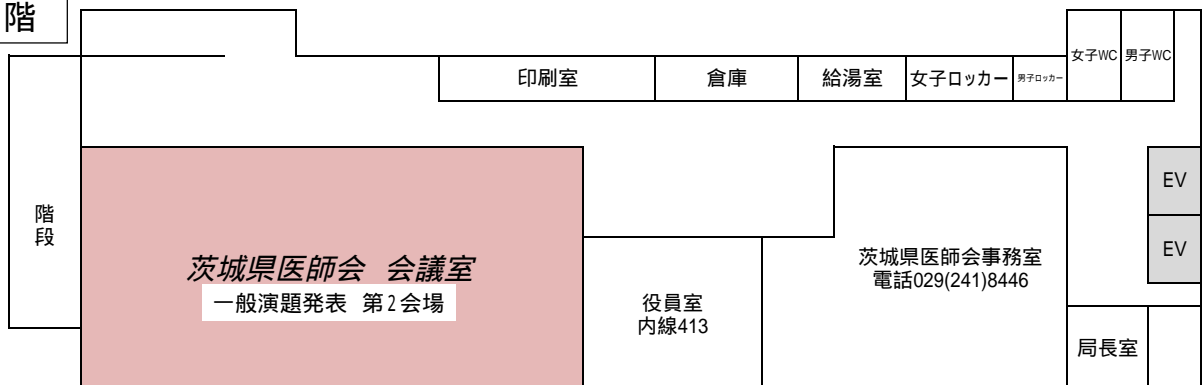 階
女子WC 男子WC
印刷室 倉庫 給湯室 女子ロッカー 男子ロッカー
EV
階段
EV
茨城県医師会 会議室
一般演題発表 第2会場
茨城県医師会事務室
電話029(241)8446
役員室
内線413
局長室